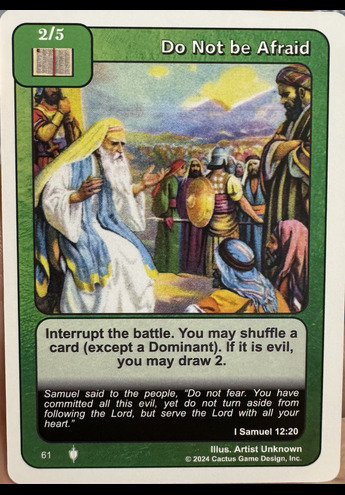 2/5
Do Not be Afraid
Interrupt the battle. You may shuffle a
card (except a Dominant). If it is evil,
you may draw 2.
Samuel said to the people, "Do not fear. You have
committed all this evil, yet do not turn aside from
following the Lord, but serve the Lord with all your
heart."
I Samuel 12:20
Illus. Artist Unknown
61
© 2024 Cactus Game Design, Inc.